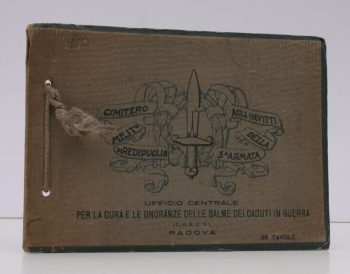 CIMITERO
MILIT.
REDIPUGLIA
AGLI INVITTI
DELLA
3ª ARMATA
UFFICIO CENTRALE
PER LA CURA E LE ONORANZE DELLE SALME DEI CADUTI IN GUERRA
PADOVA
36 TAVOLE